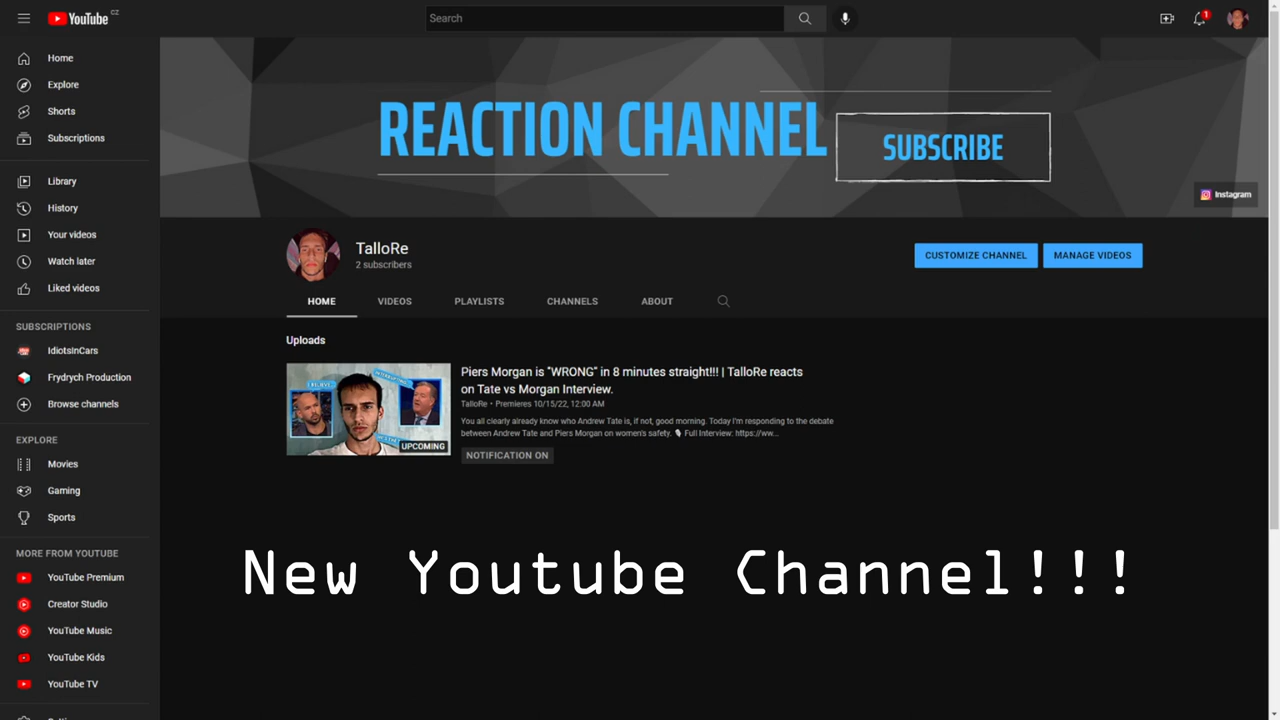 YouTube CZ
Search
1
Home
Explore
Shorts
Subscriptions
Library
History
Your videos
Watch later
Liked videos
SUBSCRIPTIONS
IdiotsInCars
Frydrych Production
Browse channels
EXPLORE
Movies
Gaming
Sports
MORE FROM YOUTUBE
YouTube Premium
Creator Studio
YouTube Music
YouTube Kids
YouTube TV
REACTION CHANNEL
SUBSCRIBE
Instagram
TalloRe
2 subscribers
CUSTOMIZE CHANNEL
MANAGE VIDEOS
HOME
VIDEOS
PLAYLISTS
CHANNELS
ABOUT
Uploads
I BELIEVE
UPCOMING
Piers Morgan is "WRONG" in 8 minutes straight!!! | TalloRe reacts
on Tate vs Morgan Interview.
TalloRe • Premieres 10/15/22, 12:00 AM
You all clearly already know who Andrew Tate is, if not, good morning. Today I'm responding to the debate
between Andrew Tate and Piers Morgan on women's safety. 🎙 Full Interview: https://ww...
NOTIFICATION ON
New Youtube Channel!!!